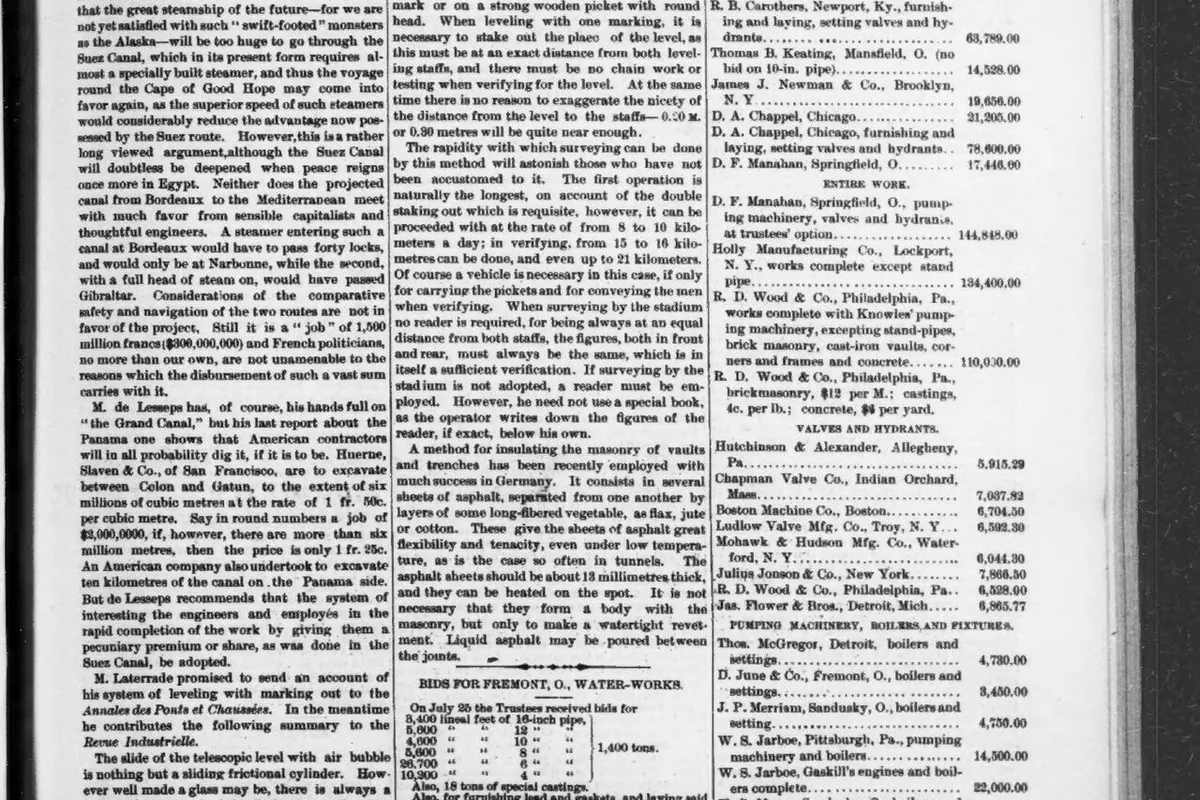 that the great steamship of the future—for we are
not yet satisfied with such "swift-footed" monsters
as the Alaska—will be too huge to go through the
Suez Canal, which in its present form requires al-
most a specially built steamer, and thus the voyage
round the Cape of Good Hope may come into
favor again, as the superior speed of such steamers
would considerably reduce the advantage now pos-
sessed by the Suez route. However, this is a rather
long viewed argument, although the Suez Canal
will doubtless be deepened when peace reigns
once more in Egypt. Neither does the projected
canal from Bordeaux to the Mediterranean meet
with much favor from sensible capitalists and
thoughtful engineers. A steamer entering such a
canal at Bordeaux would have to pass forty locks,
and would only be at Narbonne, while the second,
with a full head of steam on, would have passed
Gibraltar. Considerations of the comparative
safety and navigation of the two routes are not in
favor of the project. Still it is a "job" of 1,500
million francs ($300,000,000) and French politicians,
no more than our own, are not unamenable to the
reasons which the disbursement of such a vast sum
carries with it.
M. de Lesseps has, of course, his hands full on
"the Grand Canal," but his last report about the
Panama one shows that American contractors
will in all probability dig it, if it is to be. Huerne,
Slaven & Co., of San Francisco, are to excavate
between Colon and Gatun, to the extent of six
millions of cubic metres at the rate of 1 fr. 50c.
per cubic metre. Say in round numbers a job of
$2,000,0000, if, however, there are more than six
million metres, then the price is only 1 fr. 25c.
An American company also undertook to excavate
ten kilometres of the canal on the Panama side.
But de Lesseps recommends that the system of
interesting the engineers and employés in the
rapid completion of the work by giving them a
pecuniary premium or share, as was done in the
Suez Canal, be adopted.
M. Laterrade promised to send an account of
his system of leveling with marking out to the
Annales des Ponts et Chaussées. In the meantime
he contributes the following summary to the
Revue Industrielle.
The slide of the telescopic level with air bubble
is nothing but a sliding frictional cylinder. How-
ever well made a glass may be, there is always a
mark or on a strong wooden picket with round
head. When leveling with one marking, it is
necessary to stake out the place of the level, as
this must be at an exact distance from both level-
ing staffs, and there must be no chain work or
testing when verifying for the level. At the same
time there is no reason to exaggerate the nicety of
the distance from the level to the staffs— 0.20 M.
or 0.30 metres will be quite near enough.
The rapidity with which surveying can be done
by this method will astonish those who have not
been accustomed to it. The first operation is
naturally the longest, on account of the double
staking out which is requisite, however, it can be
proceeded with at the rate of from 8 to 10 kilo-
meters a day; in verifying, from 15 to 16 kilo-
metres can be done, and even up to 21 kilometers.
Of course a vehicle is necessary in this case, if only
for carrying the pickets and for conveying the men
when verifying. When surveying by the stadium
no reader is required, for being always at an equal
distance from both staffs, the figures, both in front
and rear, must always be the same, which is in
itself a sufficient verification. If surveying by the
stadium is not adopted, a reader must be em-
ployed. However, he need not use a special book,
as the operator writes down the figures of the
reader, if exact, below his own.
A method for insulating the masonry of vaults
and trenches has been recently employed with
much success in Germany. It consists in several
sheets of asphalt, separated from one another by
layers of some long-fibered vegetable, as flax, jute
or cotton. These give the sheets of asphalt great
flexibility and tenacity, even under low tempera-
ture, as is the case so often in tunnels. The
asphalt sheets should be about 13 millimetres thick,
and they can be heated on the spot. It is not
necessary that they form a body with the
masonry, but only to make a watertight revet-
ment. Liquid asphalt may be poured between
the joints.
BIDS FOR FREMONT, O., WATER-WORKS.
On July 25 the Trustees received bids for
3,400 lineal feet of 16-inch pipe,
5,600 " " 12 " "
4,600 " " 10 " "
5,600 " " 8 " " 1,400 tons.
26,700 " " 6 " "
10,200 " " 4 " "
Also, 18 tons of special castings.
Also, for furnishing lead and gaskets, and laying said
R. B. Carothers, Newport, Ky., furnish-
ing and laying, setting valves and hy-
drants........ 63,789.00
Thomas B. Keating, Mansfield, O. (no
bid on 10-in. pipe)........ 14,528.00
James J. Newman & Co., Brooklyn,
N. Y........ 19,656.00
D. A. Chappel, Chicago........ 21,205.00
D. A. Chappel, Chicago, furnishing and
laying, setting valves and hydrants.. 78,600.00
D. F. Manahan, Springfield, O........ 17,446.00
ENTIRE WORK.
D. F. Manahan, Springfield, O., pump-
ing machinery, valves and hydrants,
at trustees' option........ 144,848.00
Holly Manufacturing Co., Lockport,
N. Y., works complete except stand
pipe........ 134,400.00
R. D. Wood & Co., Philadelphia, Pa.,
works complete with Knowles' pump-
ing machinery, excepting stand-pipes,
brick masonry, cast-iron vaults, cor-
ners and frames and concrete....... 110,000.00
R. D. Wood & Co., Philadelphia, Pa.,
brickmasonry, $12 per M.; castings,
4c. per lb.; concrete, $6 per yard.
VALVES AND HYDRANTS.
Hutchinson & Alexander, Allegheny,
Pa........ 5.915.29
Chapman Valve Co., Indian Orchard,
Mass........ 7,037.82
Boston Machine Co., Boston........ 6,704.50
Ludlow Valve Mfg. Co., Troy, N. Y... 6,592.30
Mohawk & Hudson Mfg. Co., Water-
ford, N. Y........ 6,044.30
Julius Jonson & Co., New York....... 7,866.50
R. D. Wood & Co., Philadelphia, Pa.. 6,528.00
Jas. Flower & Bros., Detroit, Mich..... 6,865.77
PUMPING MACHINERY, BOILERS, AND FIXTURES.
Thos. McGregor, Detroit, boilers and
settings........ 4,730.00
D. June & Co., Fremont, O., boilers and
settings........ 3,450.00
J. P. Merriam, Sandusky, O., boilers and
setting........ 4,750.00
W. S. Jarboe, Pittsburgh, Pa., pumping
machinery and boilers........ 14,500.00
W. S. Jarboe, Gaskill's engines and boil-
ers complete........ 22,000.00